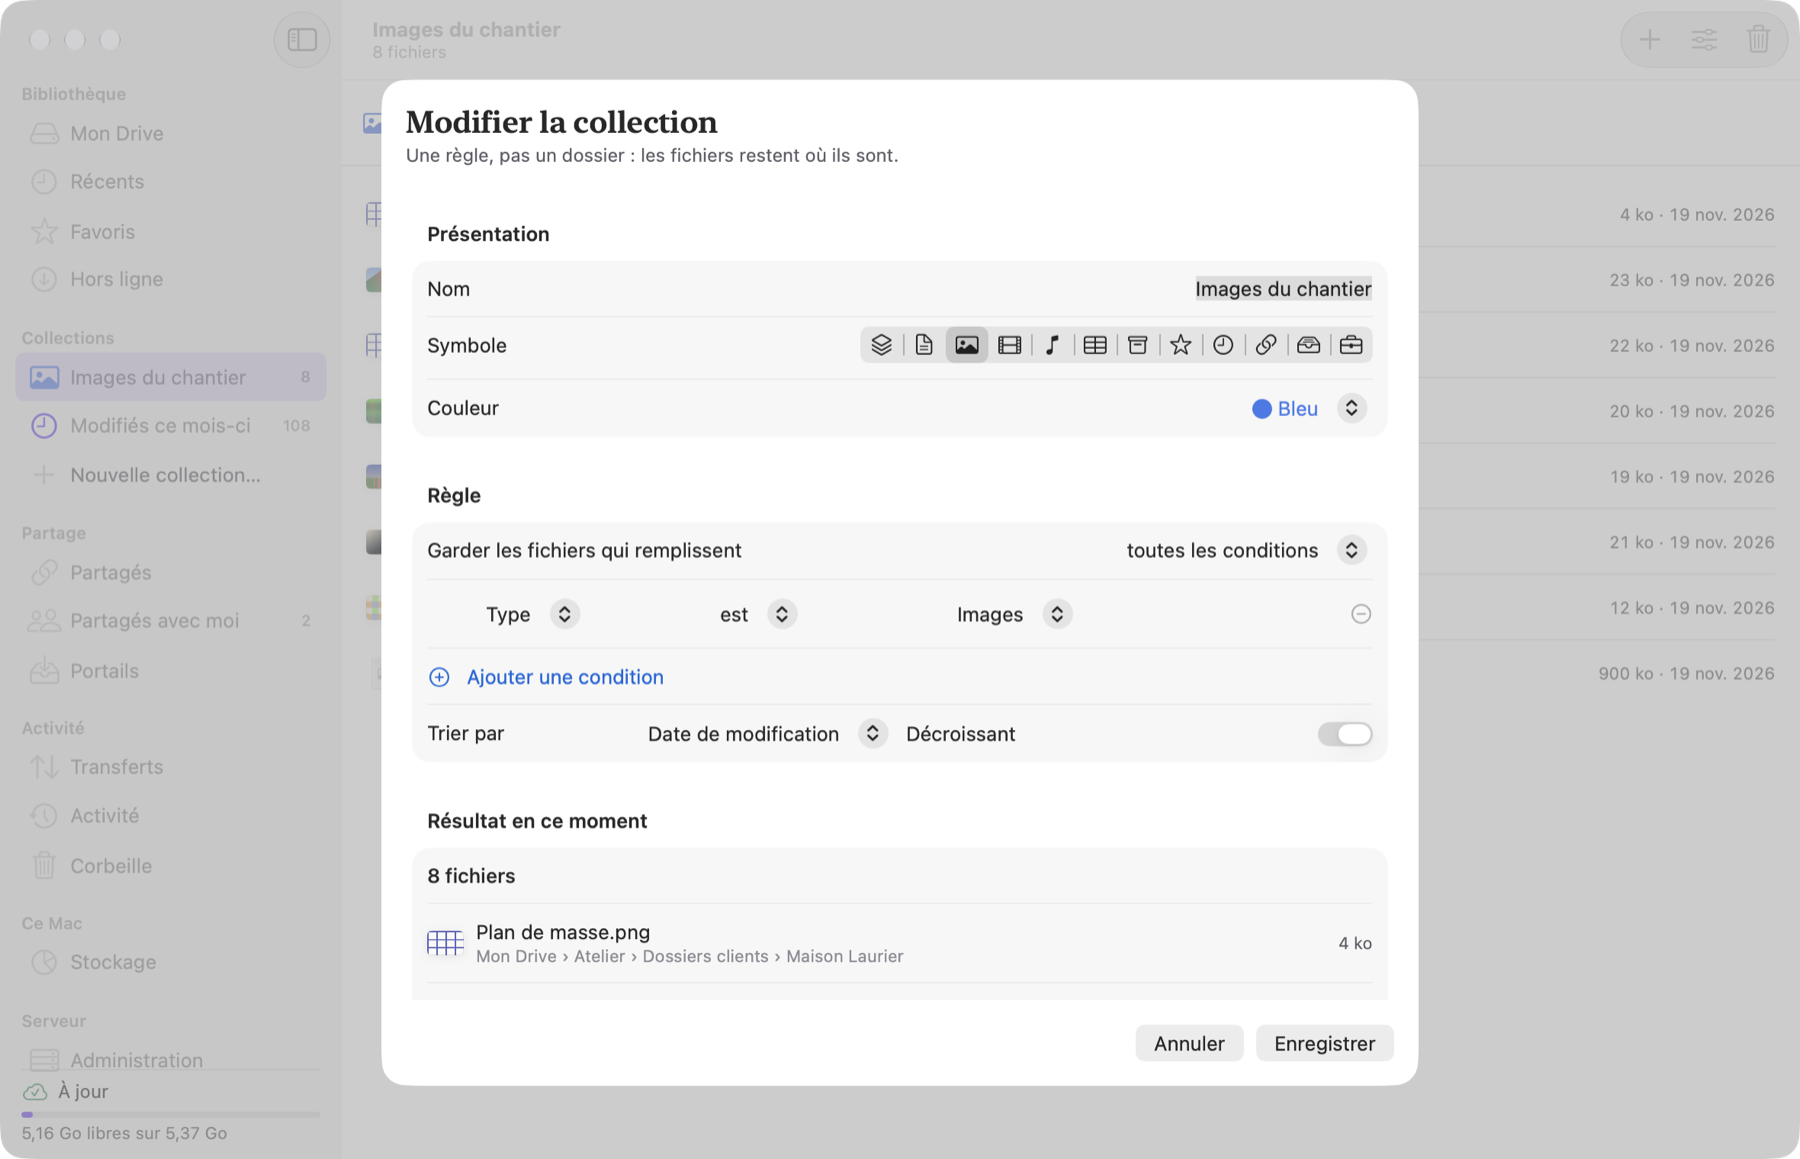 Images du chantier
8 fichiers
Bibliothèque
Mon Drive
Récents
Favoris
Hors ligne
Collections
Images du chantier 8
Modifiés ce mois-ci 108
Nouvelle collection...
Partage
Partagés
Partagés avec moi 2
Portails
Activité
Transferts
Activité
Corbeille
Ce Mac
Stockage
Serveur
Administration
À jour
5,16 Go libres sur 5,37 Go
Modifier la collection
Une règle, pas un dossier : les fichiers restent où ils sont.
Présentation
Nom Images du chantier
Symbole
Couleur Bleu
Règle
Garder les fichiers qui remplissent toutes les conditions
Type est Images
Ajouter une condition
Trier par Date de modification Décroissant
Résultat en ce moment
8 fichiers
Plan de masse.png
Mon Drive › Atelier › Dossiers clients › Maison Laurier
4 ko
Annuler Enregistrer
4 ko · 19 nov. 2026
23 ko · 19 nov. 2026
22 ko · 19 nov. 2026
20 ko · 19 nov. 2026
19 ko · 19 nov. 2026
21 ko · 19 nov. 2026
12 ko · 19 nov. 2026
900 ko · 19 nov. 2026